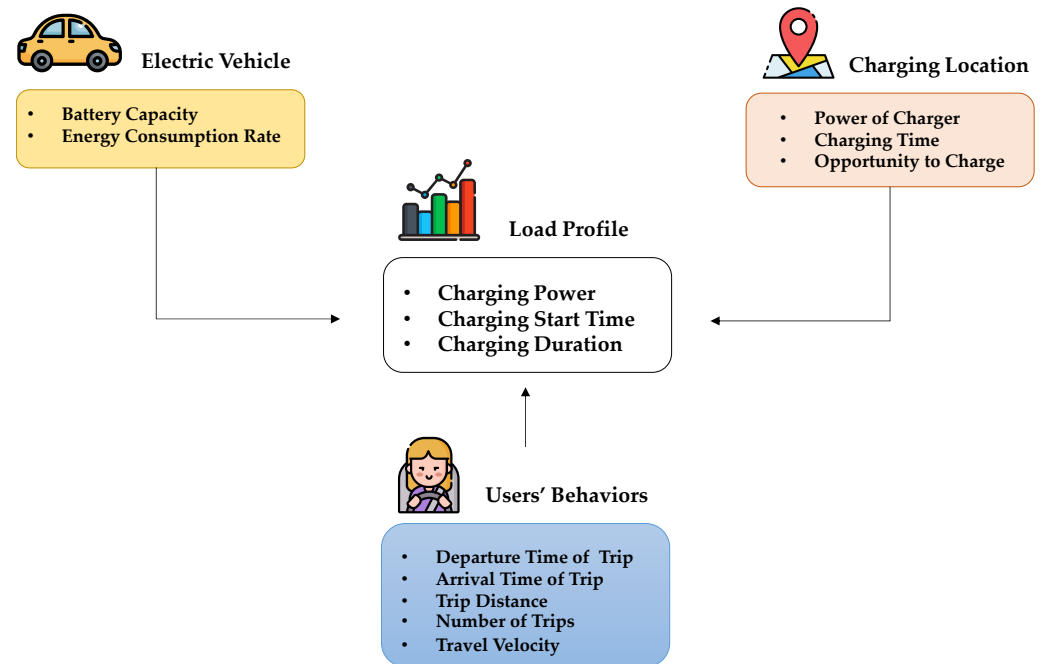 Electric Vehicle
• Battery Capacity
• Energy Consumption Rate
Charging Location
• Power of Charger
• Charging Time
• Opportunity to Charge
Load Profile
• Charging Power
• Charging Start Time
• Charging Duration
Users’ Behaviors
• Departure Time of Trip
• Arrival Time of Trip
• Trip Distance
• Number of Trips
• Travel Velocity